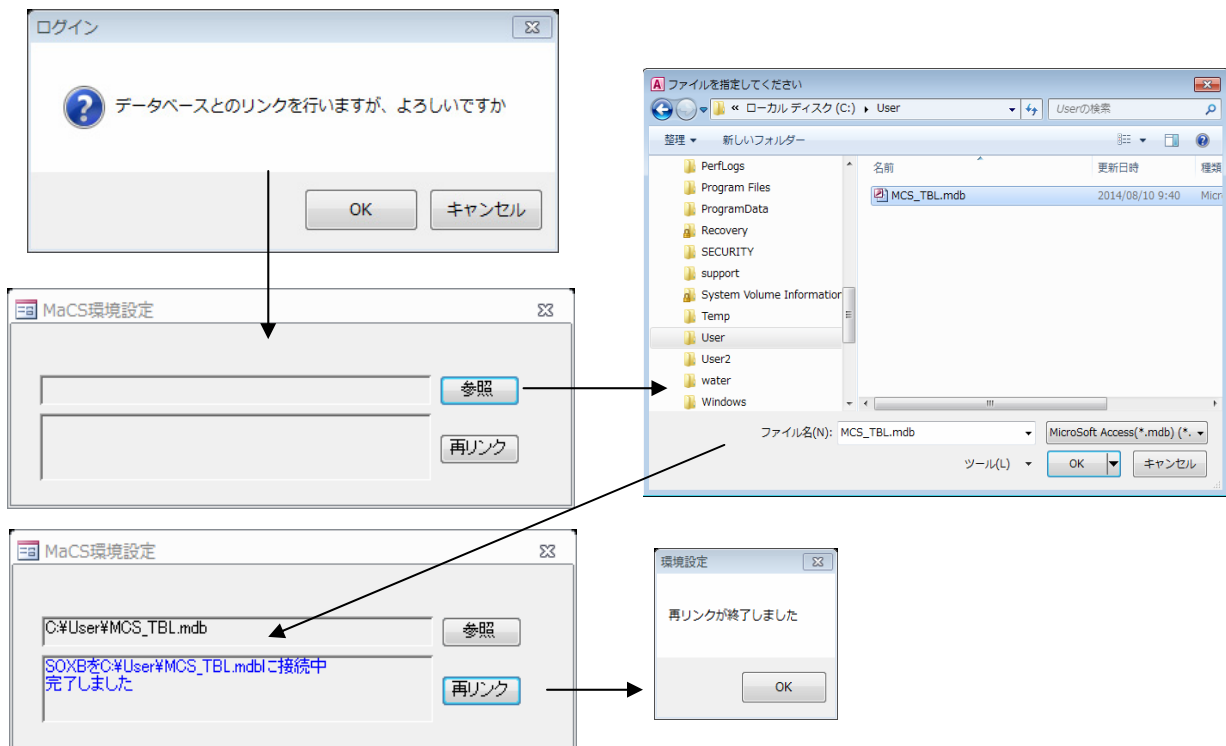 ログイン
データベースとのリンクを行いますが、よろしいですか
OK
キャンセル
MaCS環境設定
参照
再リンク
ファイルを指定してください
« ローカル ディスク (C:) ▸ User
Userの検索
整理
新しいフォルダー
PerfLogs
Program Files
ProgramData
Recovery
SECURITY
support
System Volume Information
Temp
User
User2
water
Windows
名前
更新日時
種類
MCS_TBL.mdb
2014/08/10 9:40
Micr
ファイル名(N):
MCS_TBL.mdb
MicroSoft Access(*.mdb) (*.
ツール(L)
OK
キャンセル
MaCS環境設定
C:¥User¥MCS_TBL.mdb
参照
SOXBをC:¥User¥MCS_TBL.mdbに接続中
完了しました
再リンク
環境設定
再リンクが終了しました
OK